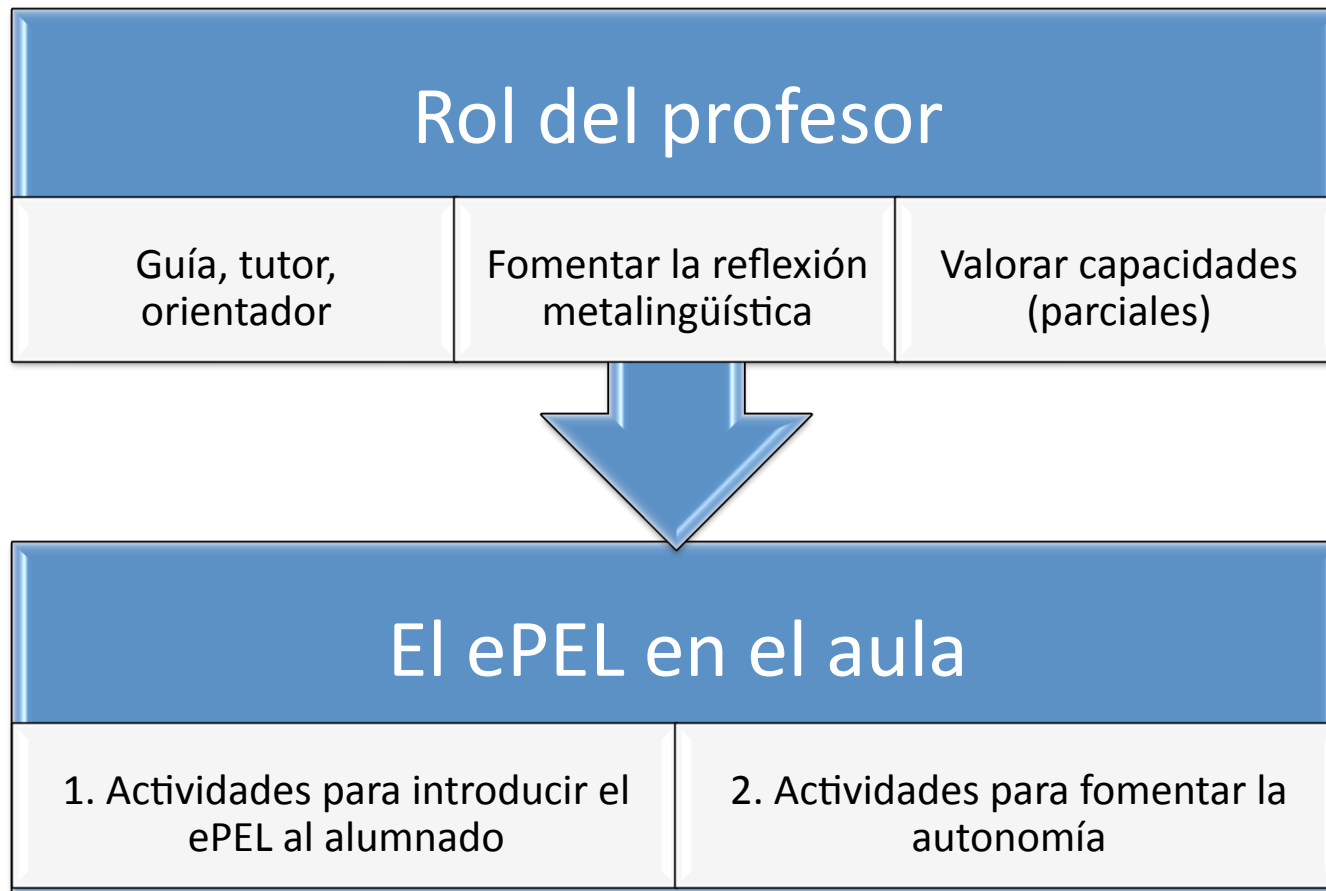 Rol del profesor
Guía, tutor,
orientador
Fomentar la reflexión
metalingüística
Valorar capacidades
(parciales)
El ePEL en el aula
1. Actividades para introducir el
ePEL al alumnado
2. Actividades para fomentar la
autonomía